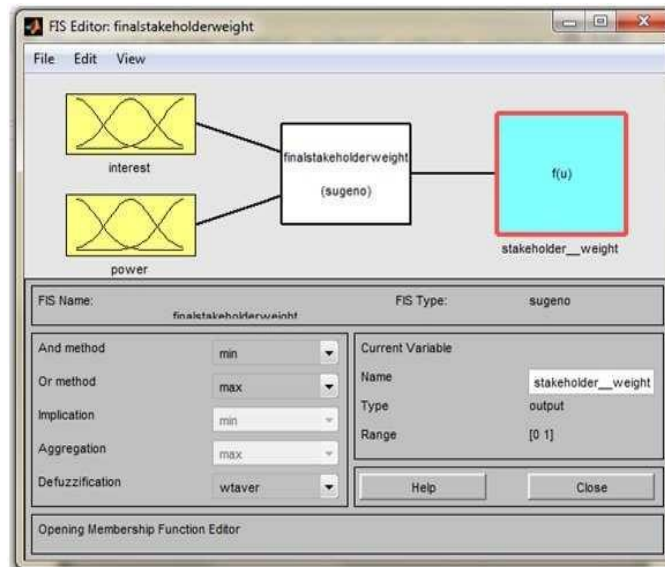 FIS Editor: finalstakeholderweight
File Edit View
interest
power
finalstakeholderweight
(sugeno)
f(u)
stakeholder__weight
FIS Name: finalstakeholderweight
FIS Type: sugeno
And method min
Or method max
Implication min
Aggregation max
Defuzzification wtaver
Current Variable
Name stakeholder__weight
Type output
Range [0 1]
Help Close
Opening Membership Function Editor